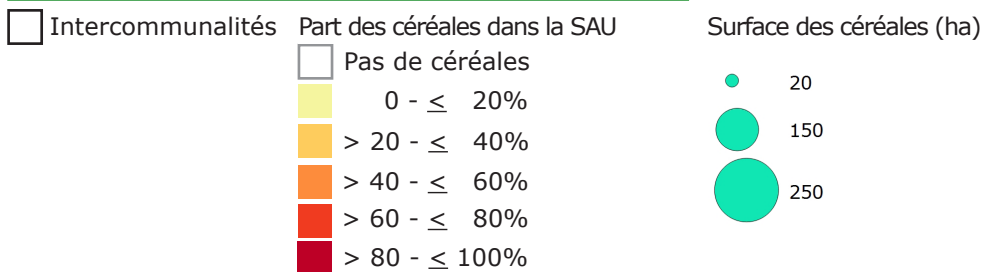 Intercommunalités Part des céréales dans la SAU Surface des céréales (ha)
Pas de céréales
0 - ≤ 20%
> 20 - ≤ 40%
> 40 - ≤ 60%
> 60 - ≤ 80%
> 80 - ≤ 100%
20
150
250